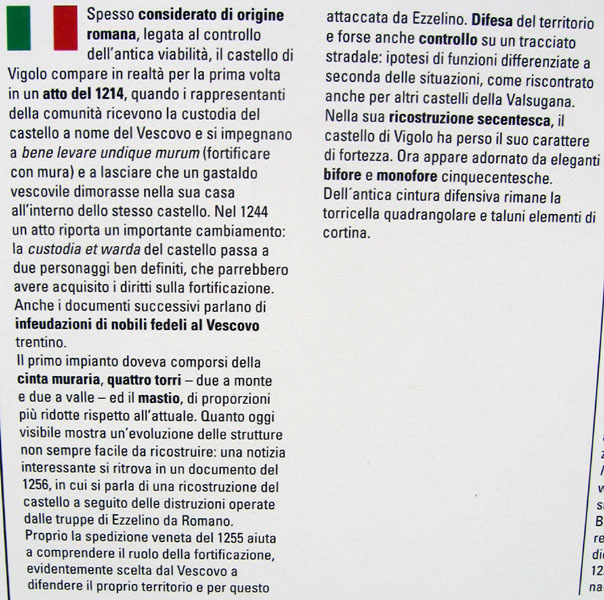 Spesso considerato di origine
romana, legata al controllo
dell'antica viabilità, il castello di
Vigolo compare in realtà per la prima volta
in un atto del 1214, quando i rappresentanti
della comunità ricevono la custodia del
castello a nome del Vescovo e si impegnano
a bene levare undique murum (fortificare
con mura) e a lasciare che un gastaldo
vescovile dimorasse nella sua casa
all'interno dello stesso castello. Nel 1244
un atto riporta un importante cambiamento:
la custodia et warda del castello passa a
due personaggi ben definiti, che parrebbero
avere acquisito i diritti sulla fortificazione.
Anche i documenti successivi parlano di
infeudazioni di nobili fedeli al Vescovo
trentino.
Il primo impianto doveva comporsi della
cinta muraria, quattro torri – due a monte
e due a valle – ed il mastio, di proporzioni
più ridotte rispetto all'attuale. Quanto oggi
visibile mostra un'evoluzione delle strutture
non sempre facile da ricostruire: una notizia
interessante si ritrova in un documento del
1256, in cui si parla di una ricostruzione del
castello a seguito delle distruzioni operate
dalle truppe di Ezzelino da Romano.
Proprio la spedizione veneta del 1255 aiuta
a comprendere il ruolo della fortificazione,
evidentemente scelta dal Vescovo a
difendere il proprio territorio e per questo
attaccata da Ezzelino. Difesa del territorio
e forse anche controllo su un tracciato
stradale: ipotesi di funzioni differenziate a
seconda delle situazioni, come riscontrato
anche per altri castelli della Valsugana.
Nella sua ricostruzione secentesca, il
castello di Vigolo ha perso il suo carattere
di fortezza. Ora appare adornato da eleganti
bifore e monofore cinquecentesche.
Dell´antica cintura difensiva rimane la
torricella quadrangolare e taluni elementi di
cortina.